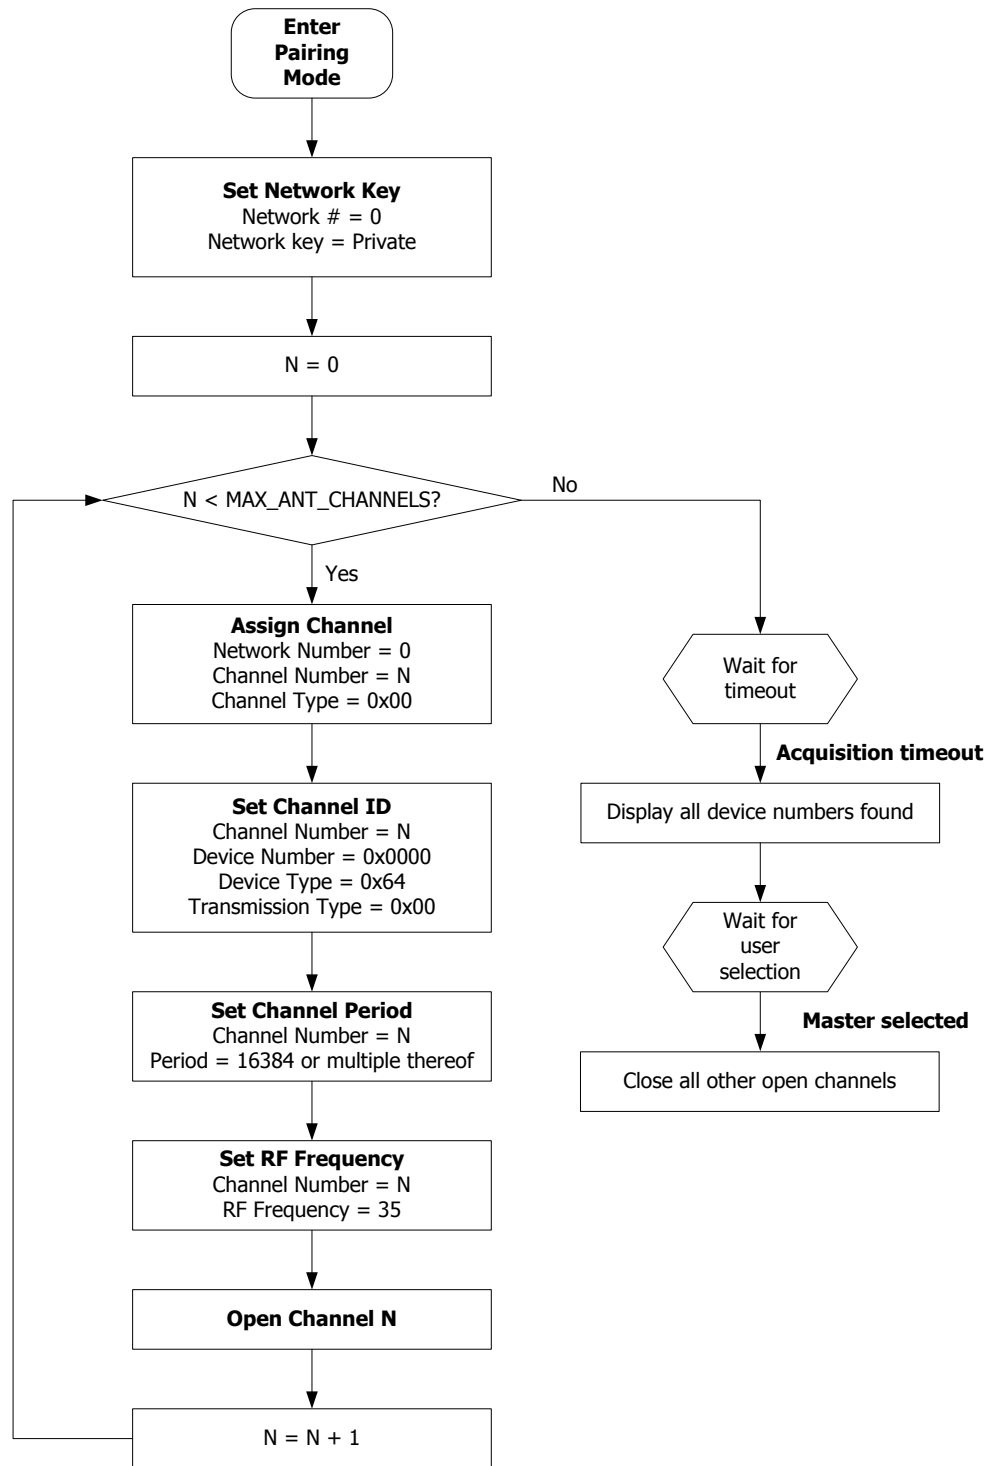 Enter
Pairing
Mode
Set Network Key
Network # = 0
Network key = Private
N = 0
N < MAX_ANT_CHANNELS?
No
Yes
Assign Channel
Network Number = 0
Channel Number = N
Channel Type = 0x00
Set Channel ID
Channel Number = N
Device Number = 0x0000
Device Type = 0x64
Transmission Type = 0x00
Set Channel Period
Channel Number = N
Period = 16384 or multiple thereof
Set RF Frequency
Channel Number = N
RF Frequency = 35
Open Channel N
N = N + 1
Wait for
timeout
Acquisition timeout
Display all device numbers found
Wait for
user
selection
Master selected
Close all other open channels